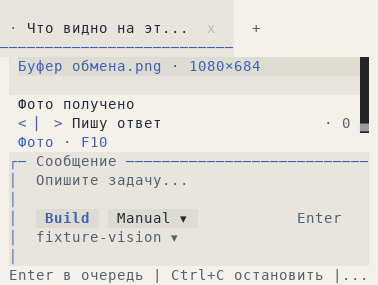 · Что видно на эт... x +
Буфер обмена.png · 1080×684
Фото получено
< | > Пишу ответ · 0
Фото · F10
Сообщение
Опишите задачу...
Build Manual ▾ Enter
fixture-vision ▾
Enter в очередь | Ctrl+C остановить |...